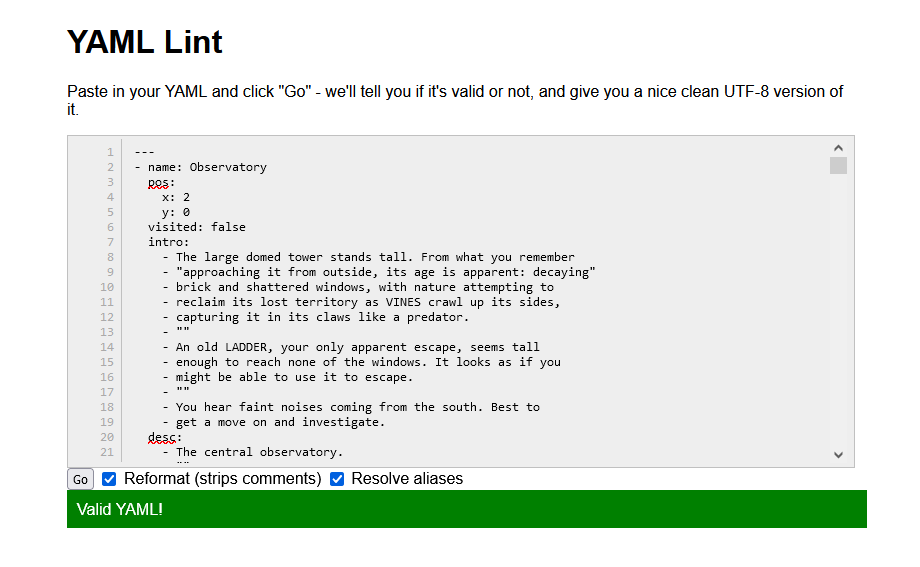 YAML Lint
Paste in your YAML and click "Go" - we'll tell you if it's valid or not, and give you a nice clean UTF-8 version of
it.
1 ---
2 - name: Observatory
3   pos:
4     x: 2
5     y: 0
6   visited: false
7   intro:
8     - The large domed tower stands tall. From what you remember
9     - "approaching it from outside, its age is apparent: decaying"
10     - brick and shattered windows, with nature attempting to
11     - reclaim its lost territory as VINES crawl up its sides,
12     - capturing it in its claws like a predator.
13     - ""
14     - An old LADDER, your only apparent escape, seems tall
15     - enough to reach none of the windows. It looks as if you
16     - might be able to use it to escape.
17     - ""
18     - You hear faint noises coming from the south. Best to
19     - get a move on and investigate.
20   desc:
21     - The central observatory.
- ""
Go Reformat (strips comments) Resolve aliases
Valid YAML!